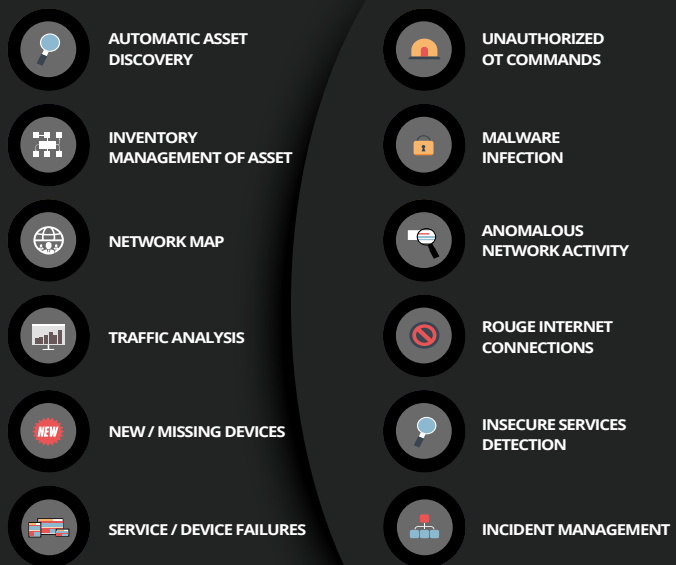 AUTOMATIC ASSET
DISCOVERY
INVENTORY
MANAGEMENT OF ASSET
NETWORK MAP
TRAFFIC ANALYSIS
NEW
NEW / MISSING DEVICES
SERVICE / DEVICE FAILURES
UNAUTHORIZED
OT COMMANDS
MALWARE
INFECTION
ANOMALOUS
NETWORK ACTIVITY
ROUGE INTERNET
CONNECTIONS
INSECURE SERVICES
DETECTION
INCIDENT MANAGEMENT